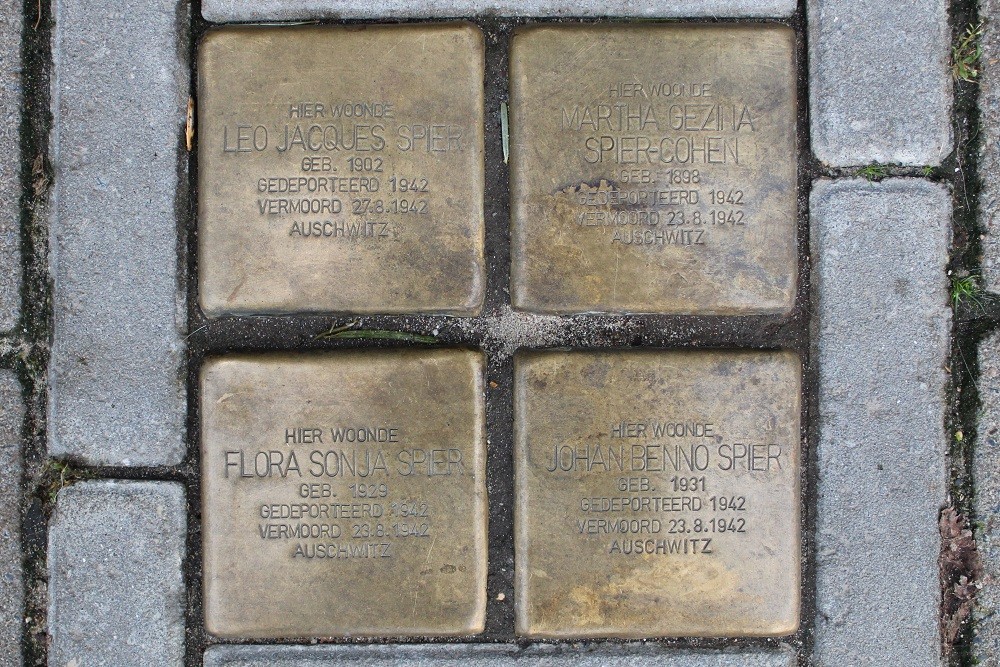 HIER WOONDE
LEO JACQUES SPIER
GEB. 1902
GEDEPORTEERD 1942
VERMOORD 27.8.1942
AUSCHWITZ
HIER WOONDE
MARTHA GEZINA
SPIER-COHEN
GEB. 1898
GEDEPORTEERD 1942
VERMOORD 23.8.1942
AUSCHWITZ
HIER WOONDE
FLORA SONJA SPIER
GEB. 1929
GEDEPORTEERD 1942
VERMOORD 23.8.1942
AUSCHWITZ
HIER WOONDE
JOHAN BENNO SPIER
GEB. 1931
GEDEPORTEERD 1942
VERMOORD 23.8.1942
AUSCHWITZ